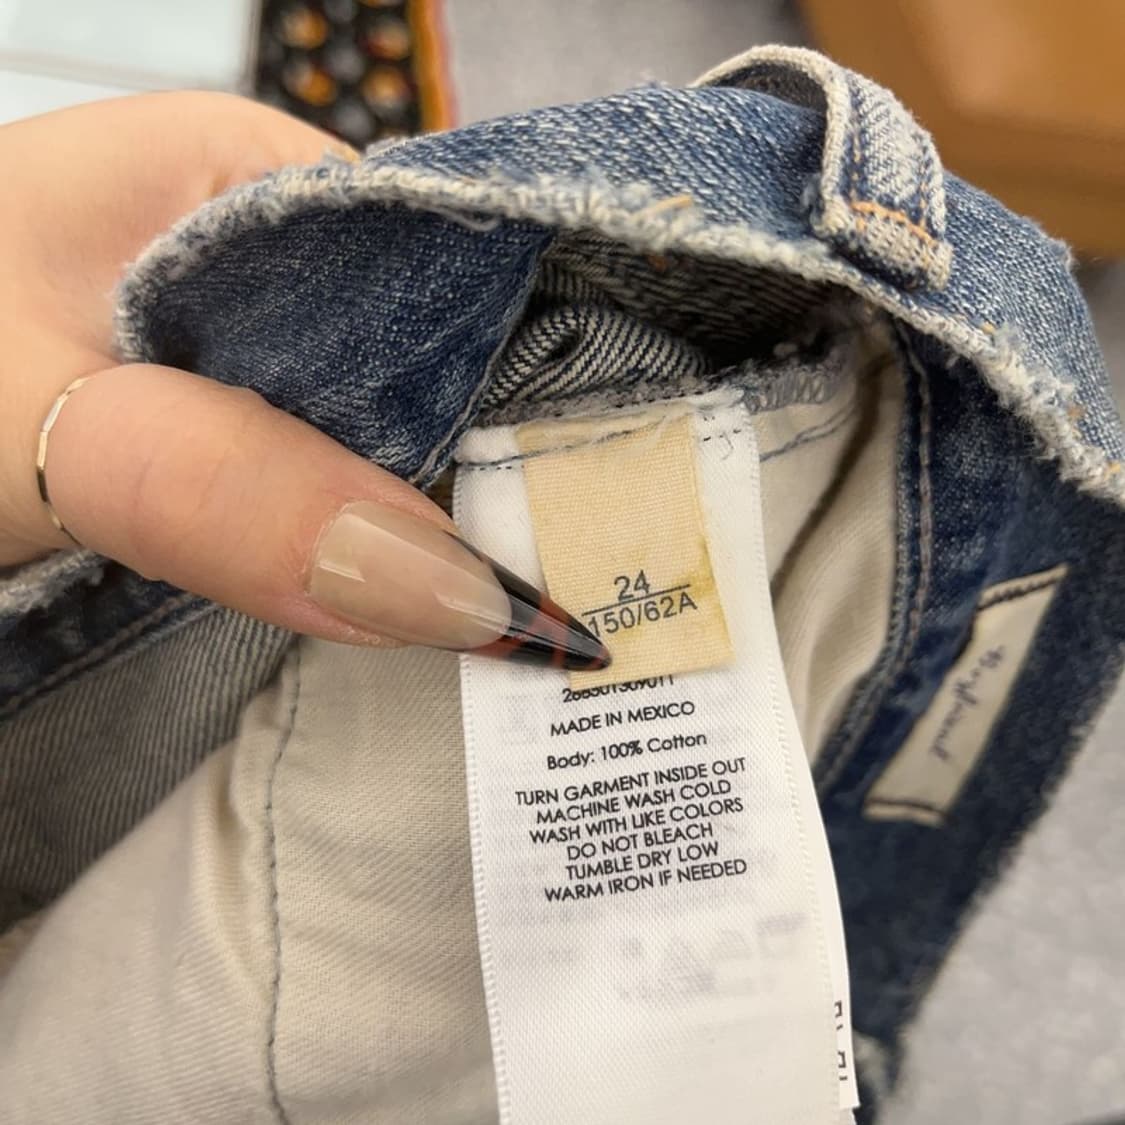 24
150/62A
MADE IN MEXICO
Body: 100% Cotton
TURN GARMENT INSIDE OUT
MACHINE WASH COLD
WASH WITH LIKE COLORS
DO NOT BLEACH
TUMBLE DRY LOW
WARM IRON IF NEEDED
Boyfriend